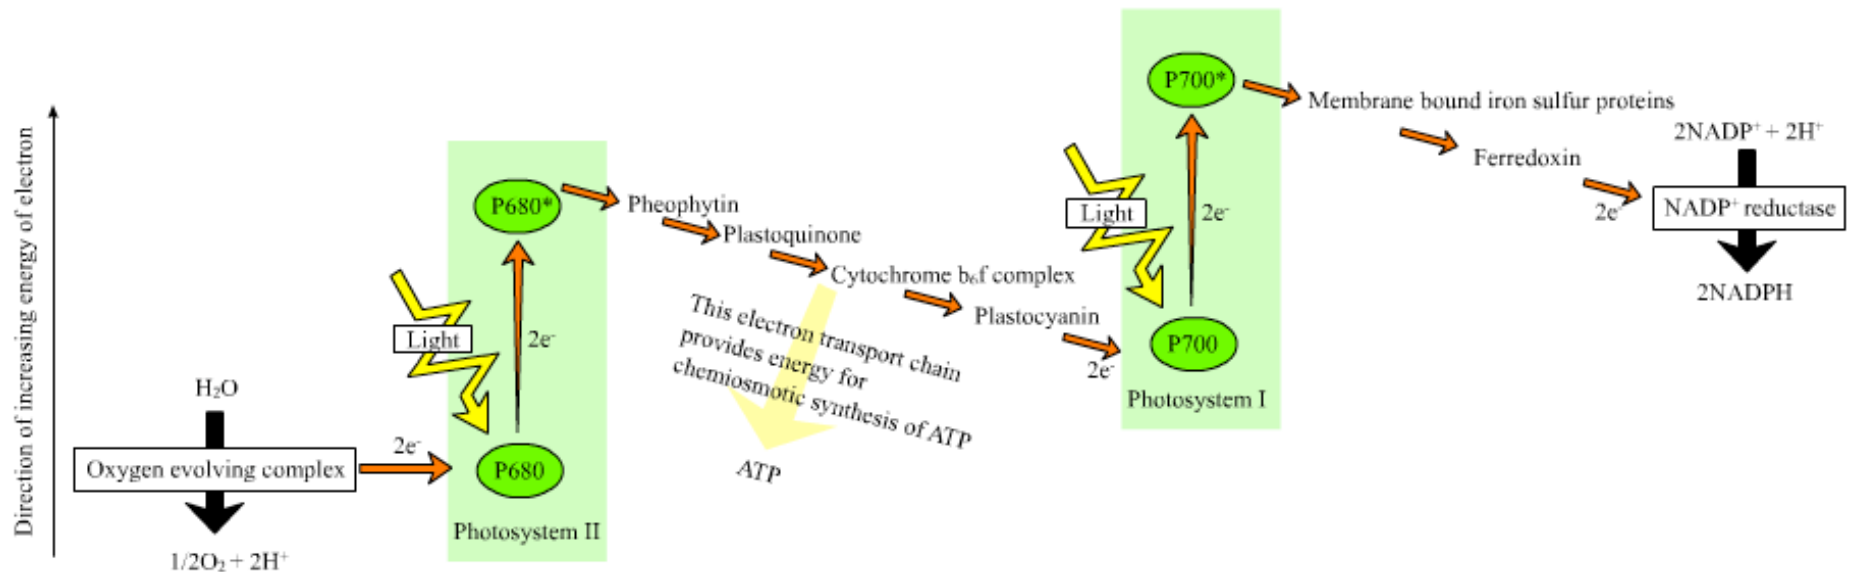 Direction of increasing energy of electron
H₂O
Oxygen evolving complex
1/2O₂ + 2H⁺
2e⁻
Light
P680*
2e⁻
P680
Photosystem II
Pheophytin
Plastoquinone
Cytochrome b₆f complex
Plastocyanin
2e⁻
This electron transport chain
provides energy for
chemiosmotic synthesis of ATP
ATP
Light
P700*
2e⁻
P700
Photosystem I
Membrane bound iron sulfur proteins
Ferredoxin
2e⁻
2NADP⁺ + 2H⁺
NADP⁺ reductase
2NADPH